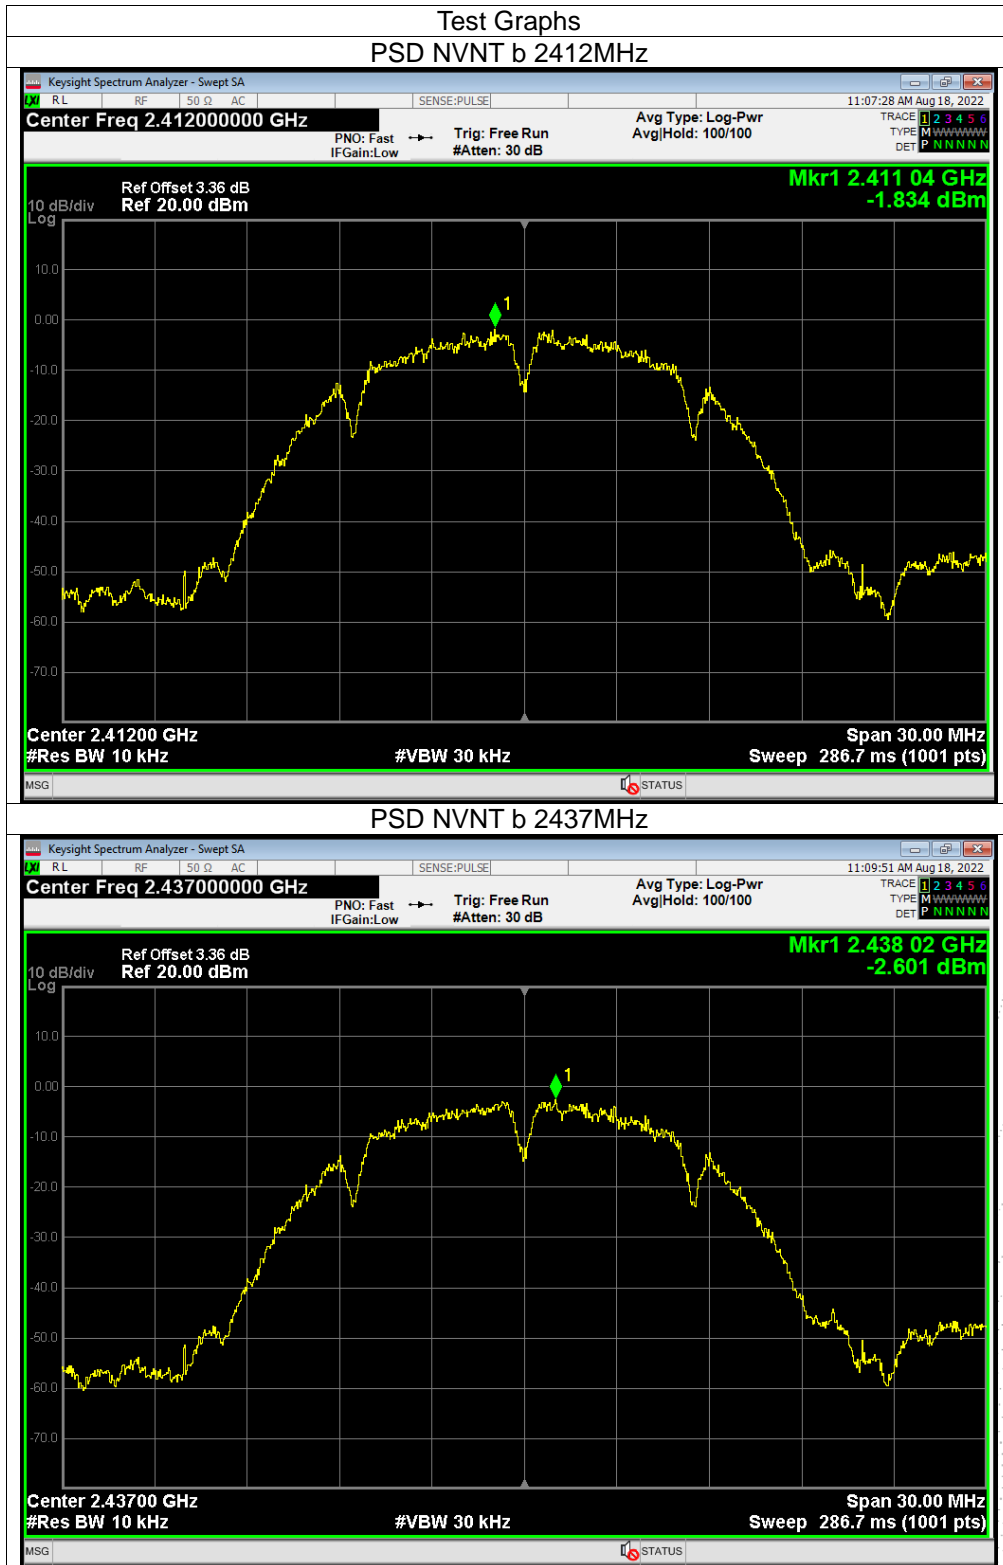 Test Graphs
PSD NVNT b 2412MHz
Keysight Spectrum Analyzer - Swept SA
LXI RL RF 50 Ω AC SENSE:PULSE 11:07:28 AM Aug 18, 2022
Center Freq 2.412000000 GHz Avg Type: Log-Pwr TRACE 1 2 3 4 5 6
PNO: Fast Trig: Free Run Avg|Hold: 100/100 TYPE M WWWWW
IFGain:Low #Atten: 30 dB DET P N N N N N
Mkr1 2.411 04 GHz
Ref Offset 3.36 dB -1.834 dBm
10 dB/div Ref 20.00 dBm
Log
10.0
1
0.00
-10.0
-20.0
-30.0
-40.0
-50.0
-60.0
-70.0
Center 2.41200 GHz Span 30.00 MHz
#Res BW 10 kHz #VBW 30 kHz Sweep 286.7 ms (1001 pts)
MSG STATUS
PSD NVNT b 2437MHz
Keysight Spectrum Analyzer - Swept SA
LXI RL RF 50 Ω AC SENSE:PULSE 11:09:51 AM Aug 18, 2022
Center Freq 2.437000000 GHz Avg Type: Log-Pwr TRACE 1 2 3 4 5 6
PNO: Fast Trig: Free Run Avg|Hold: 100/100 TYPE M WWWWW
IFGain:Low #Atten: 30 dB DET P N N N N N
Mkr1 2.438 02 GHz
Ref Offset 3.36 dB -2.601 dBm
10 dB/div Ref 20.00 dBm
Log
10.0
1
0.00
-10.0
-20.0
-30.0
-40.0
-50.0
-60.0
-70.0
Center 2.43700 GHz Span 30.00 MHz
#Res BW 10 kHz #VBW 30 kHz Sweep 286.7 ms (1001 pts)
MSG STATUS